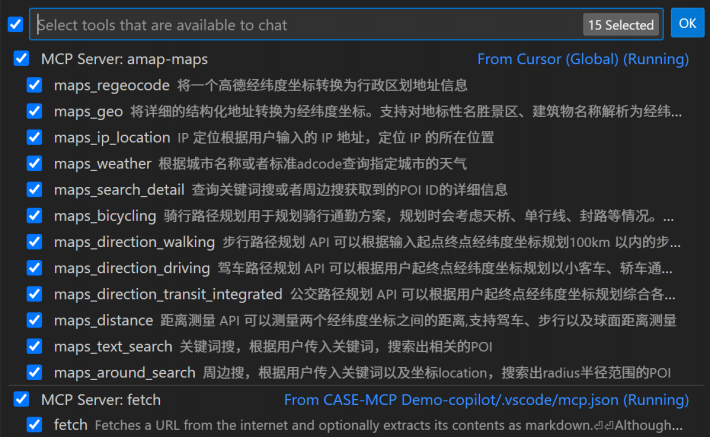 Select tools that are available to chat 15 Selected OK
MCP Server: amap-maps From Cursor (Global) (Running)
maps_regeocode 将一个高德经纬度坐标转换为行政区划地址信息
maps_geo 将详细的结构化地址转换为经纬度坐标。支持对地标性名胜景区、建筑物名称解析为经纬...
maps_ip_location IP 定位根据用户输入的 IP 地址，定位 IP 的所在位置
maps_weather 根据城市名称或者标准adcode查询指定城市的天气
maps_search_detail 查询关键词搜或者周边搜获取到的POI ID的详细信息
maps_bicycling 骑行路径规划用于规划骑行通勤方案，规划时会考虑天桥、单行线、封路等情况。...
maps_direction_walking 步行路径规划 API 可以根据输入起点终点经纬度坐标规划100km 以内的步...
maps_direction_driving 驾车路径规划 API 可以根据用户起终点经纬度坐标规划以小客车、轿车通...
maps_direction_transit_integrated 公交路径规划 API 可以根据用户起终点经纬度坐标规划综合各...
maps_distance 距离测量 API 可以测量两个经纬度坐标之间的距离,支持驾车、步行以及球面距离测量
maps_text_search 关键词搜，根据用户传入关键词，搜索出相关的POI
maps_around_search 周边搜，根据用户传入关键词以及坐标location，搜索出radius半径范围的POI
MCP Server: fetch From CASE-MCP Demo-copilot/.vscode/mcp.json (Running)
fetch Fetches a URL from the internet and optionally extracts its contents as markdown.⏎⏎Although...